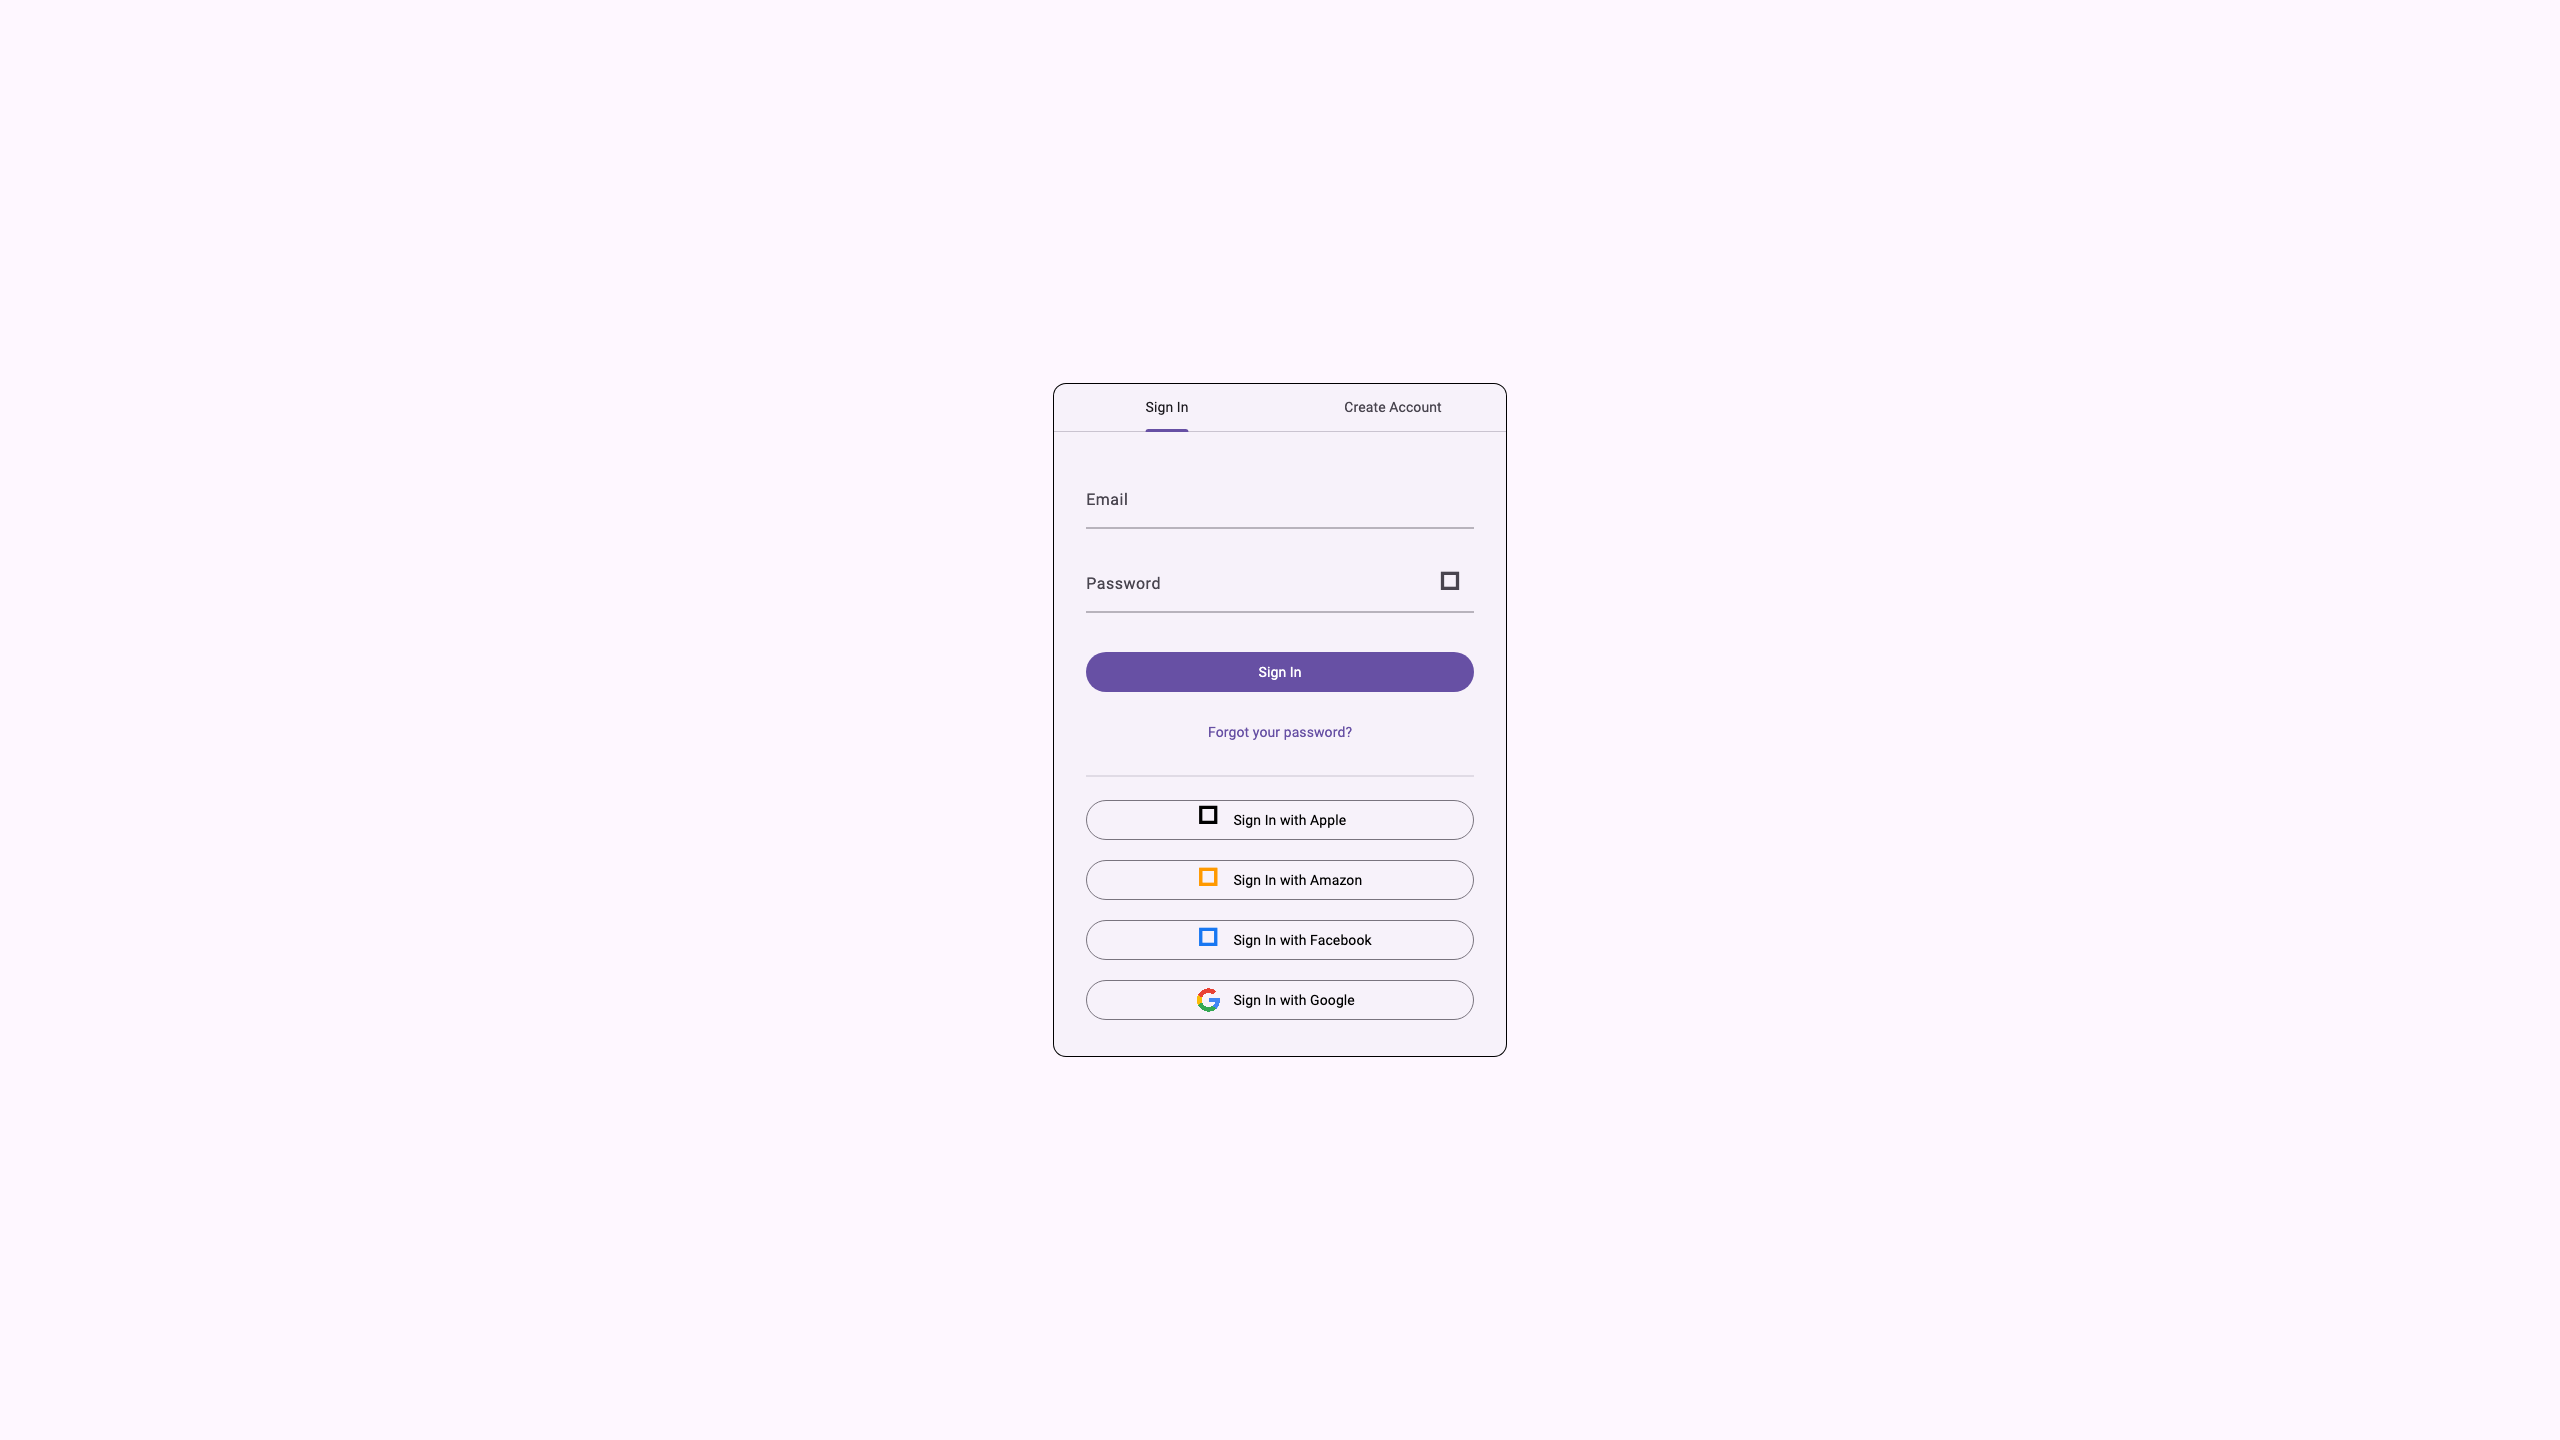 Sign In
Create Account
Email
Password
Sign In
Forgot your password?
Sign In with Apple
Sign In with Amazon
Sign In with Facebook
Sign In with Google